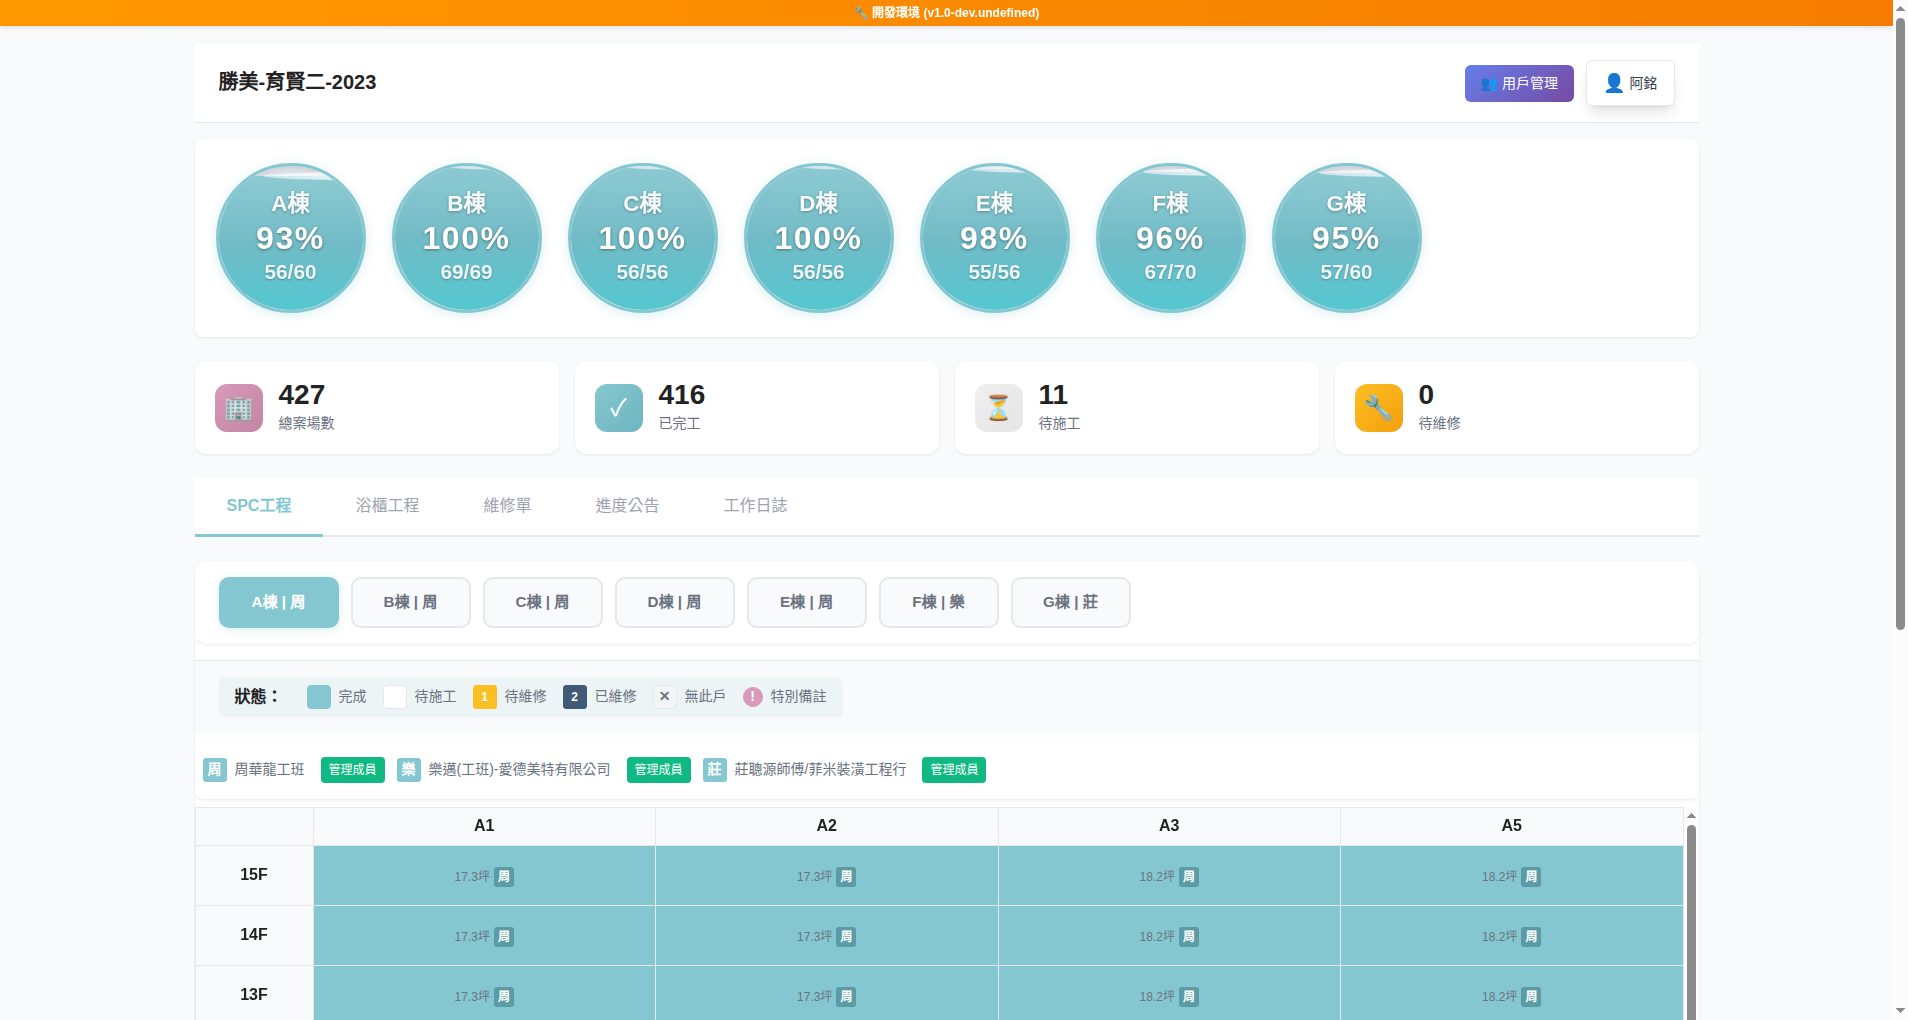 🔧 開發環境 (v1.0-dev.undefined)
勝美-育賢二-2023
👥 用戶管理
👤 阿銘
A棟 B棟 C棟 D棟 E棟 F棟 G棟
93% 100% 100% 100% 98% 96% 95%
56/60 69/69 56/56 56/56 55/56 67/70 57/60
427
總案場數
416
已完工
11
待施工
0
待維修
SPC工程 浴櫃工程 維修單 進度公告 工作日誌
A棟 | 周 B棟 | 周 C棟 | 周 D棟 | 周 E棟 | 周 F棟 | 樂 G棟 | 莊
狀態： 完成 待施工 1 待維修 2 已維修 ✕ 無此戶 ! 特別備註
周 周華龍工班 管理成員 樂 樂邁(工班)-愛德美特有限公司 管理成員 莊 莊聰源師傅/菲米裝潢工程行 管理成員
A1 A2 A3 A5
15F 17.3坪 周 17.3坪 周 18.2坪 周 18.2坪 周
14F 17.3坪 周 17.3坪 周 18.2坪 周 18.2坪 周
13F 17.3坪 周 17.3坪 周 18.2坪 周 18.2坪 周